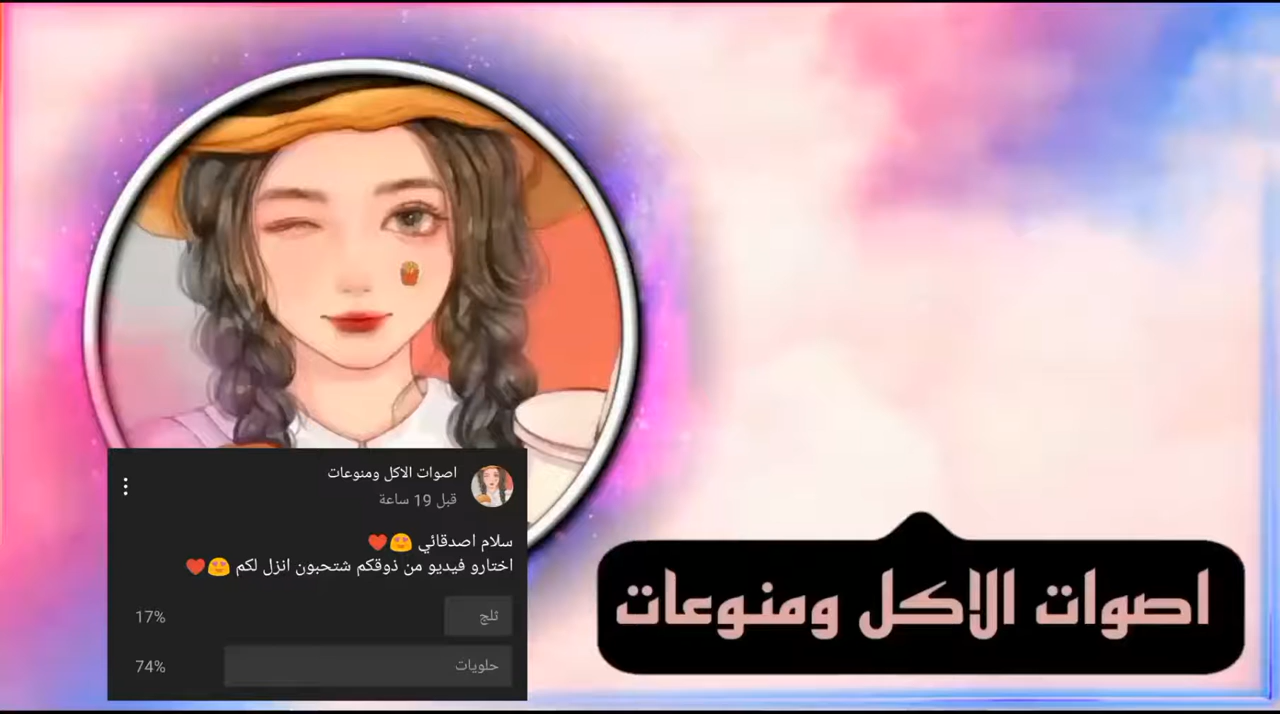 اصوات الاكل ومنوعات
قبل 19 ساعة
سلام اصدقائي 😍❤️
اختارو فيديو من ذوقكم شتحبون انزل لكم 😍❤️
ثلج 17%
حلويات 74%
اصوات الاكل ومنوعات